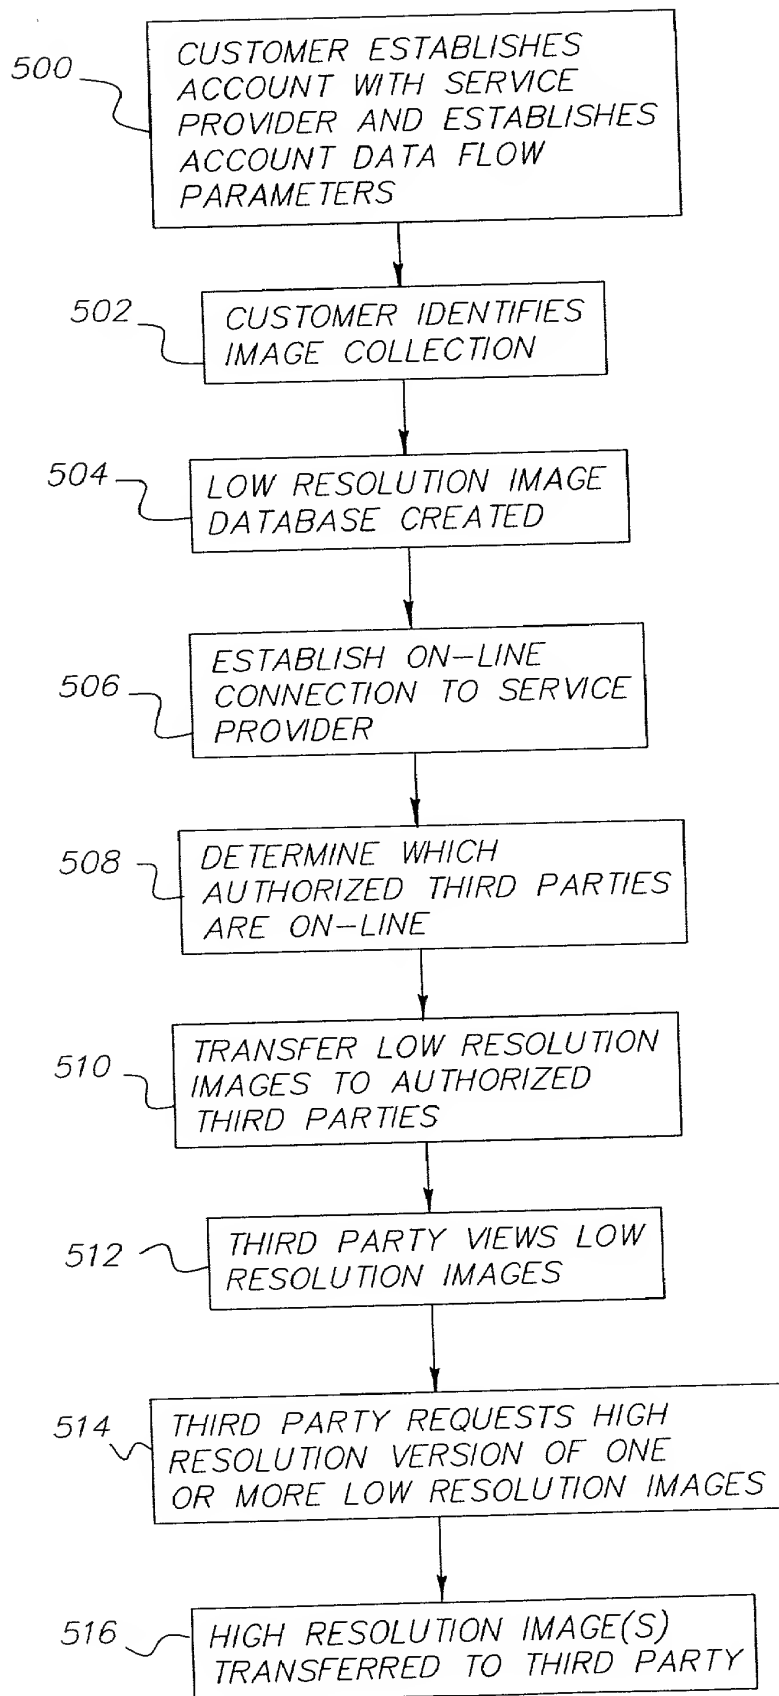 500
CUSTOMER ESTABLISHES
ACCOUNT WITH SERVICE
PROVIDER AND ESTABLISHES
ACCOUNT DATA FLOW
PARAMETERS
502
CUSTOMER IDENTIFIES
IMAGE COLLECTION
504
LOW RESOLUTION IMAGE
DATABASE CREATED
506
ESTABLISH ON-LINE
CONNECTION TO SERVICE
PROVIDER
508
DETERMINE WHICH
AUTHORIZED THIRD PARTIES
ARE ON-LINE
510
TRANSFER LOW RESOLUTION
IMAGES TO AUTHORIZED
THIRD PARTIES
512
THIRD PARTY VIEWS LOW
RESOLUTION IMAGES
514
THIRD PARTY REQUESTS HIGH
RESOLUTION VERSION OF ONE
OR MORE LOW RESOLUTION IMAGES
516
HIGH RESOLUTION IMAGE(S)
TRANSFERRED TO THIRD PARTY